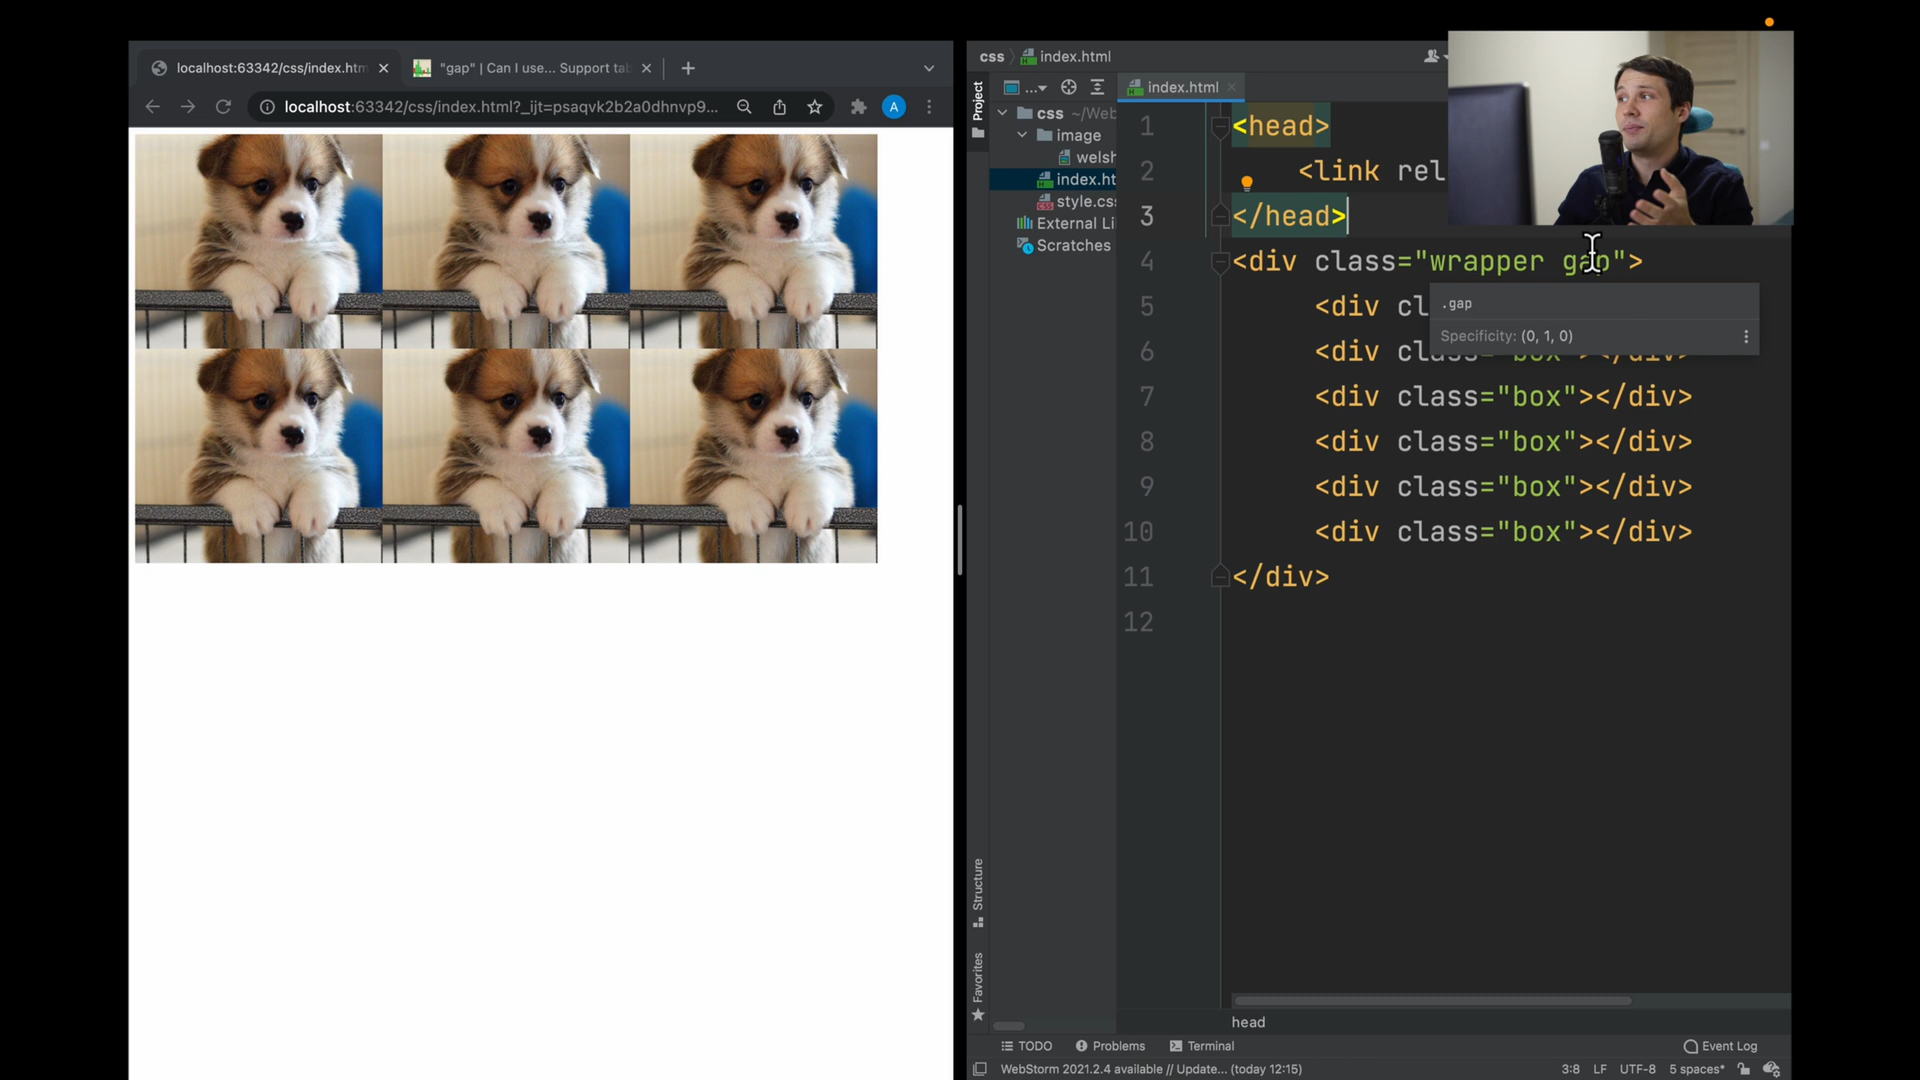 localhost:63342/css/index.htm
"gap" | Can I use... Support tab
localhost:63342/css/index.html?_ijt=psaqvk2b2a0dhnvp9...
A
css
index.html
Project
...
index.html
css ~/Web
image
welsh
index.ht
style.css
External Li
Scratches
1 <head>
2 <link rel
3 </head>
4 <div class="wrapper gap">
5 <div cl
6 <div class="box"></div>
7 <div class="box"></div>
8 <div class="box"></div>
9 <div class="box"></div>
10 <div class="box"></div>
11 </div>
12
.gap
Specificity: (0, 1, 0)
Structure
Favorites
head
TODO
Problems
Terminal
Event Log
WebStorm 2021.2.4 available // Update... (today 12:15)
3:8
LF
UTF-8
5 spaces*